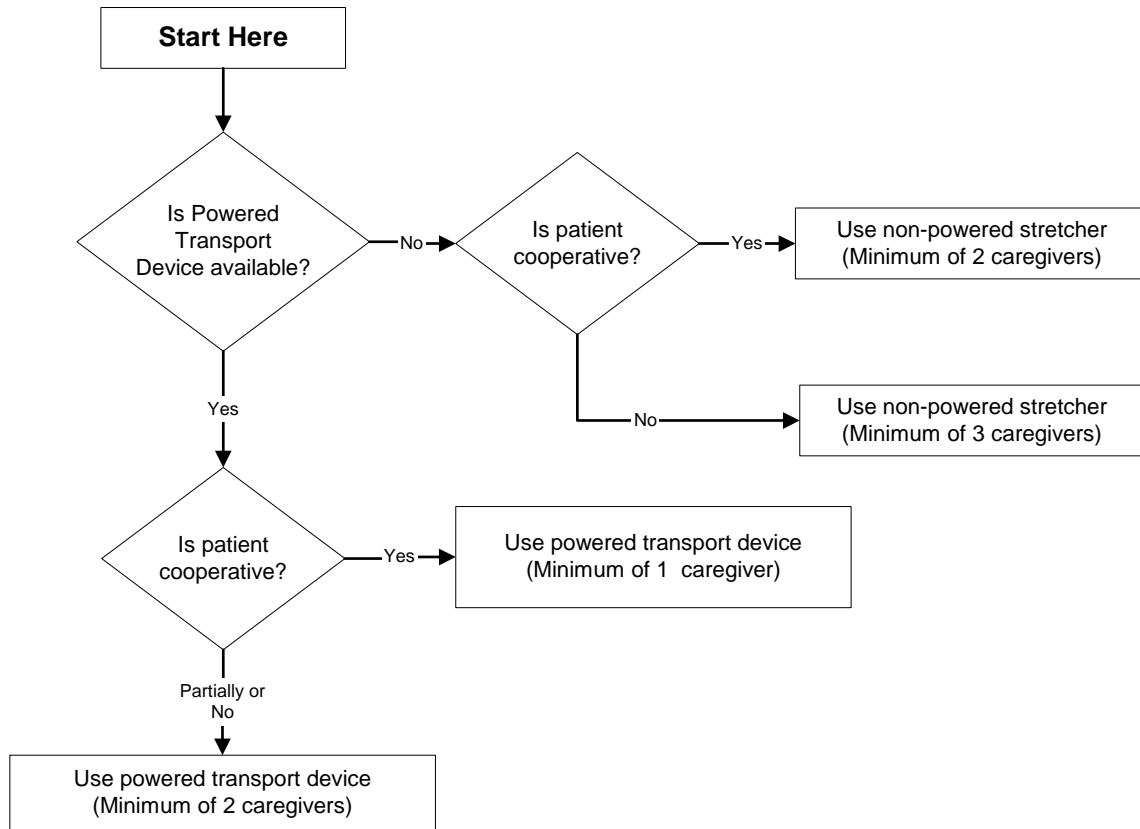 Start Here
Is Powered
Transport
Device available?
No
Is patient
cooperative?
Yes
Use non-powered stretcher
(Minimum of 2 caregivers)
No
Use non-powered stretcher
(Minimum of 3 caregivers)
Yes
Is patient
cooperative?
Yes
Use powered transport device
(Minimum of 1 caregiver)
Partially or
No
Use powered transport device
(Minimum of 2 caregivers)